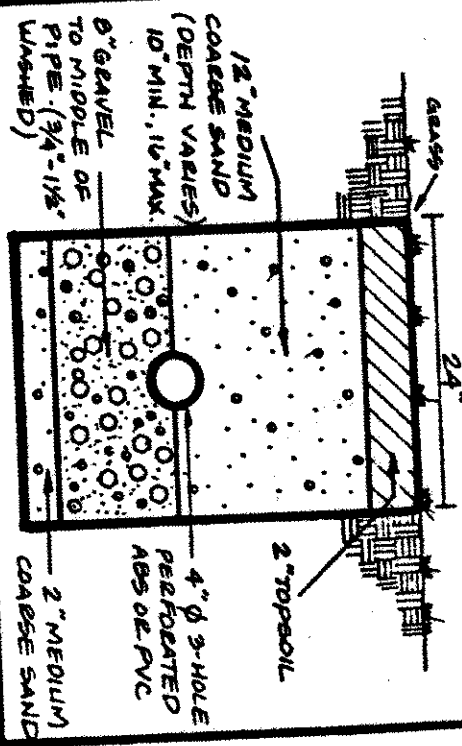 GRASS
24"
12" MEDIUM
COARSE SAND
(DEPTH VARIES)
10" MIN., 16" MAX.
8" GRAVEL
TO MIDDLE OF
PIPE (3/4"-1 1/2"
WASHED)
2" TOPSOIL
4" Ø 3-HOLE
PERFORATED
ABS OR PVC
2" MEDIUM
COARSE SAND